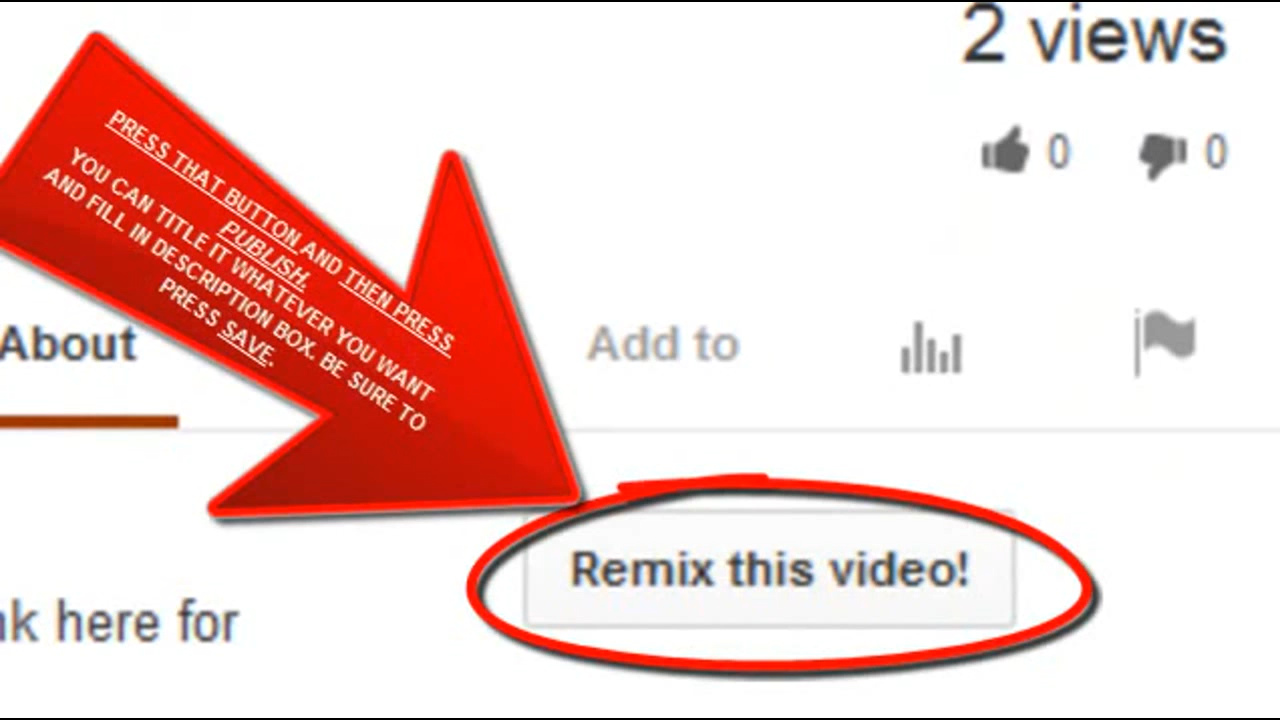 2 views
0 0
PRESS THAT BUTTON AND THEN PRESS
PUBLISH.
YOU CAN TITLE IT WHATEVER YOU WANT
AND FILL IN DESCRIPTION BOX. BE SURE TO
PRESS SAVE.
About
Add to
Remix this video!
nk here for